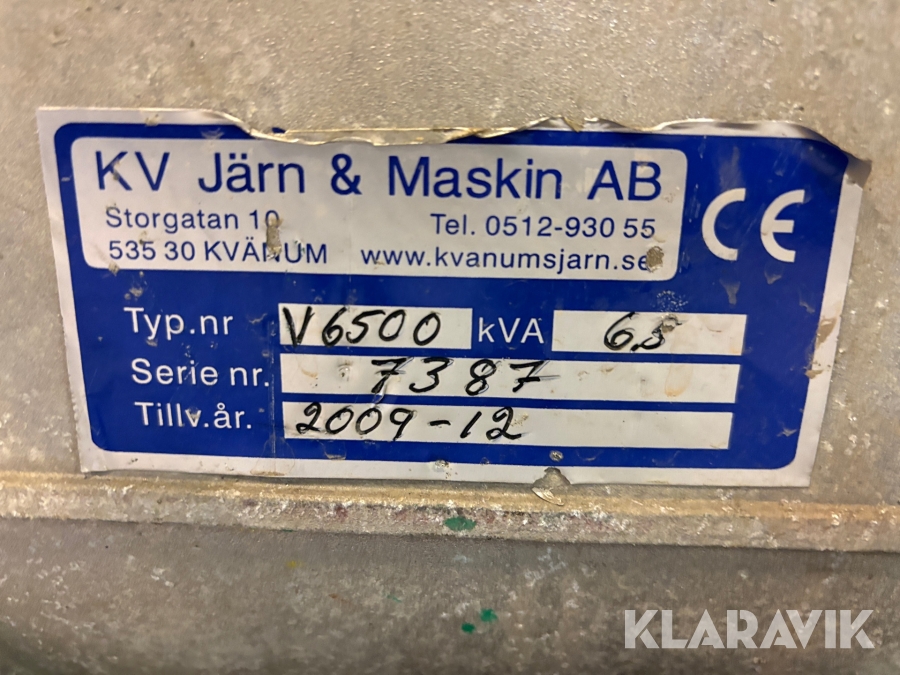 KV Järn & Maskin AB
Storgatan 10 Tel. 0512-930 55
535 30 KVÄNUM www.kvanumsjarn.se
CE
Typ.nr V6500 kVA 6,5
Serie nr. 7387
Tillv.år. 2009-12
KLARAVIK